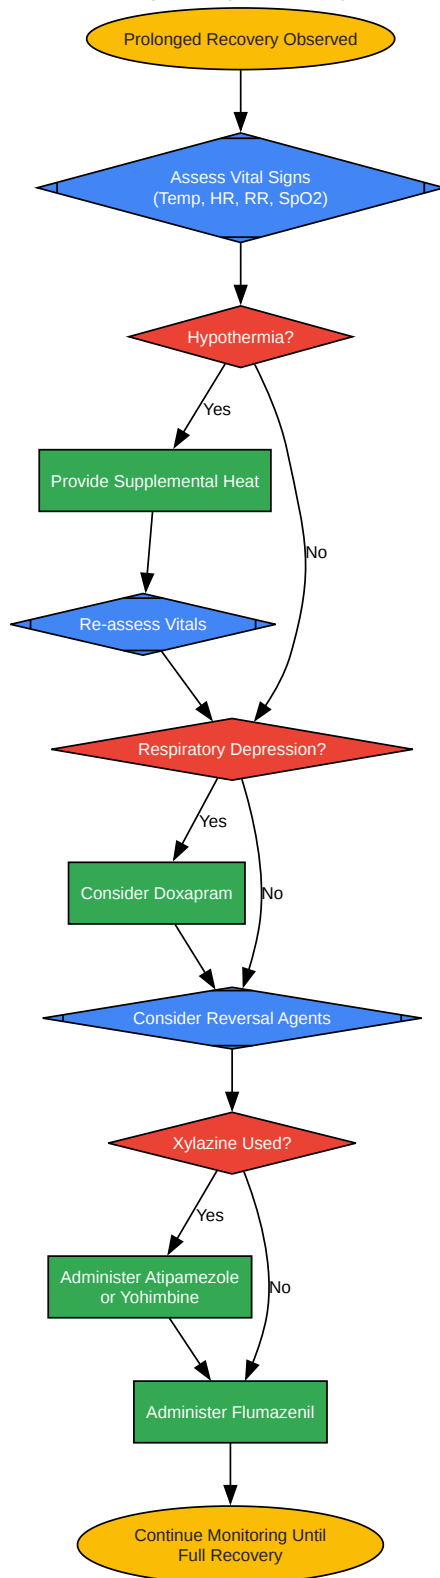 Prolonged Recovery Observed
Assess Vital Signs
(Temp, HR, RR, SpO2)
Hypothermia?
Yes
Provide Supplemental Heat
No
Re-assess Vitals
Respiratory Depression?
Yes
Consider Doxapram
No
Consider Reversal Agents
Xylazine Used?
Yes
Administer Atipamezole
or Yohimbine
No
Administer Flumazenil
Continue Monitoring Until
Full Recovery